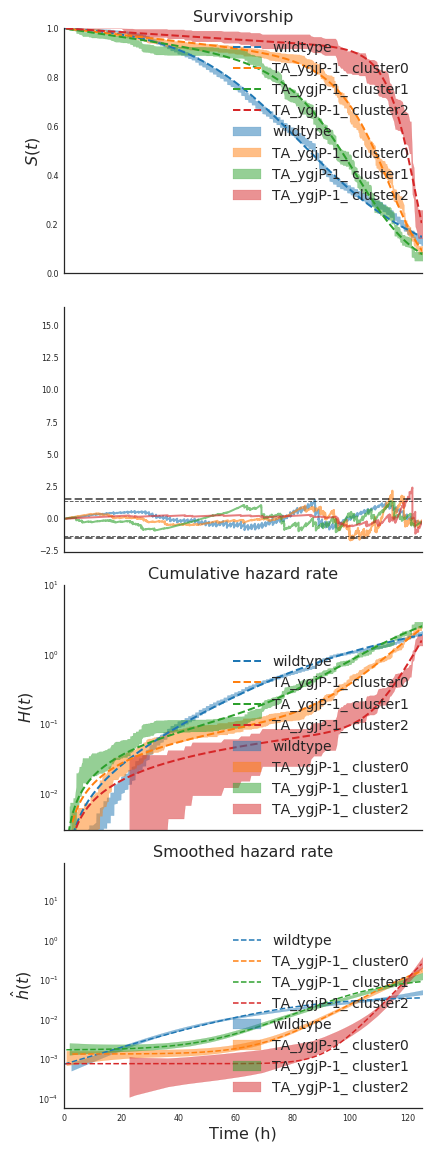 Survivorship
1.0
0.8
0.6
0.4
0.2
0.0
S(t)
wildtype
TA_ygjP-1_ cluster0
TA_ygjP-1_ cluster1
TA_ygjP-1_ cluster2
wildtype
TA_ygjP-1_ cluster0
TA_ygjP-1_ cluster1
TA_ygjP-1_ cluster2
15.0
12.5
10.0
7.5
5.0
2.5
0.0
−2.5
Cumulative hazard rate
10¹
10⁰
10⁻¹
10⁻²
H(t)
wildtype
TA_ygjP-1_ cluster0
TA_ygjP-1_ cluster1
TA_ygjP-1_ cluster2
wildtype
TA_ygjP-1_ cluster0
TA_ygjP-1_ cluster1
TA_ygjP-1_ cluster2
Smoothed hazard rate
10¹
10⁰
10⁻¹
10⁻²
10⁻³
10⁻⁴
ĥ(t)
wildtype
TA_ygjP-1_ cluster0
TA_ygjP-1_ cluster1
TA_ygjP-1_ cluster2
wildtype
TA_ygjP-1_ cluster0
TA_ygjP-1_ cluster1
TA_ygjP-1_ cluster2
0 20 40 60 80 100 120
Time (h)